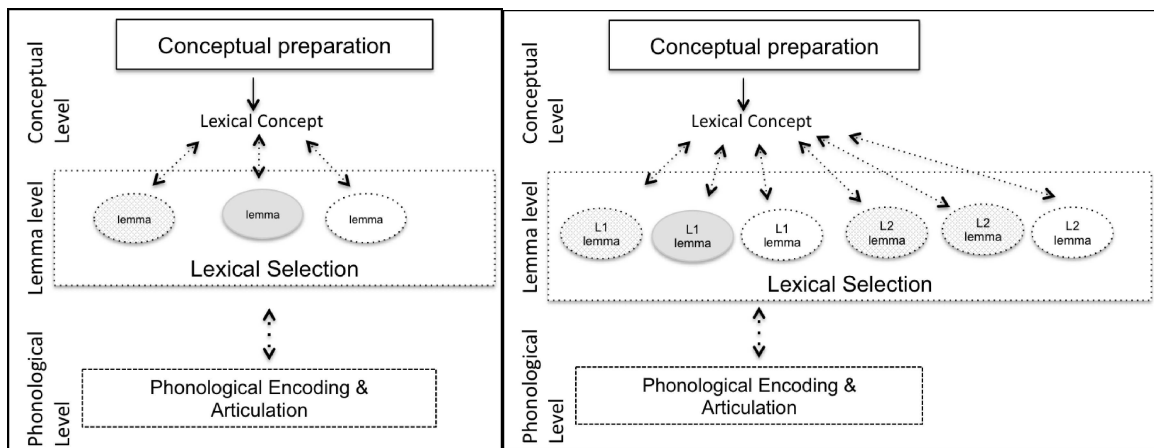 Conceptual
Level
Conceptual preparation
Lexical Concept
Lemma level
lemma
lemma
lemma
Lexical Selection
Phonological
Level
Phonological Encoding &
Articulation
Conceptual
Level
Conceptual preparation
Lexical Concept
Lemma level
L1
lemma
L1
lemma
L1
lemma
L2
lemma
L2
lemma
L2
lemma
Lexical Selection
Phonological
Level
Phonological Encoding &
Articulation